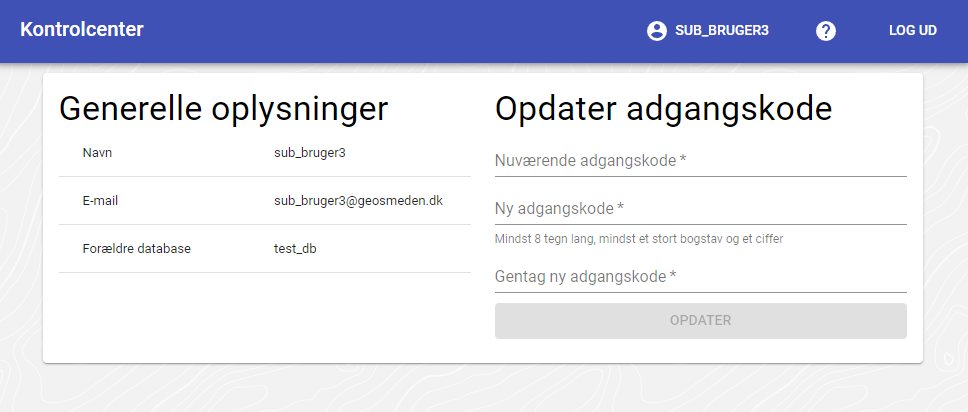 Kontrolcenter
SUB_BRUGER3
?
LOG UD
Generelle oplysninger
Navn sub_bruger3
E-mail sub_bruger3@geosmeden.dk
Forældre database test_db
Opdater adgangskode
Nuværende adgangskode *
Ny adgangskode *
Mindst 8 tegn lang, mindst et stort bogstav og et ciffer
Gentag ny adgangskode *
OPDATER